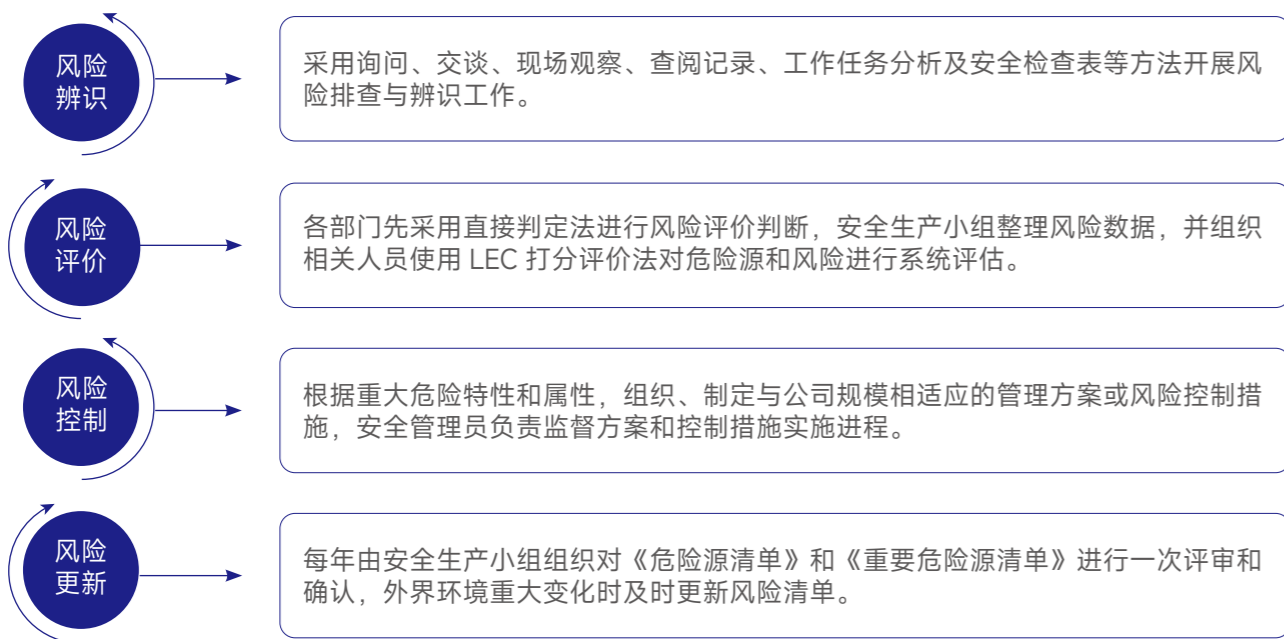 风险
辨识
采用询问、交谈、现场观察、查阅记录、工作任务分析及安全检查表等方法开展风
险排查与辨识工作。
风险
评价
各部门先采用直接判定法进行风险评价判断，安全生产小组整理风险数据，并组织
相关人员使用 LEC 打分评价法对危险源和风险进行系统评估。
风险
控制
根据重大危险特性和属性，组织、制定与公司规模相适应的管理方案或风险控制措
施，安全管理员负责监督方案和控制措施实施进程。
风险
更新
每年由安全生产小组组织对《危险源清单》和《重要危险源清单》进行一次评审和
确认，外界环境重大变化时及时更新风险清单。